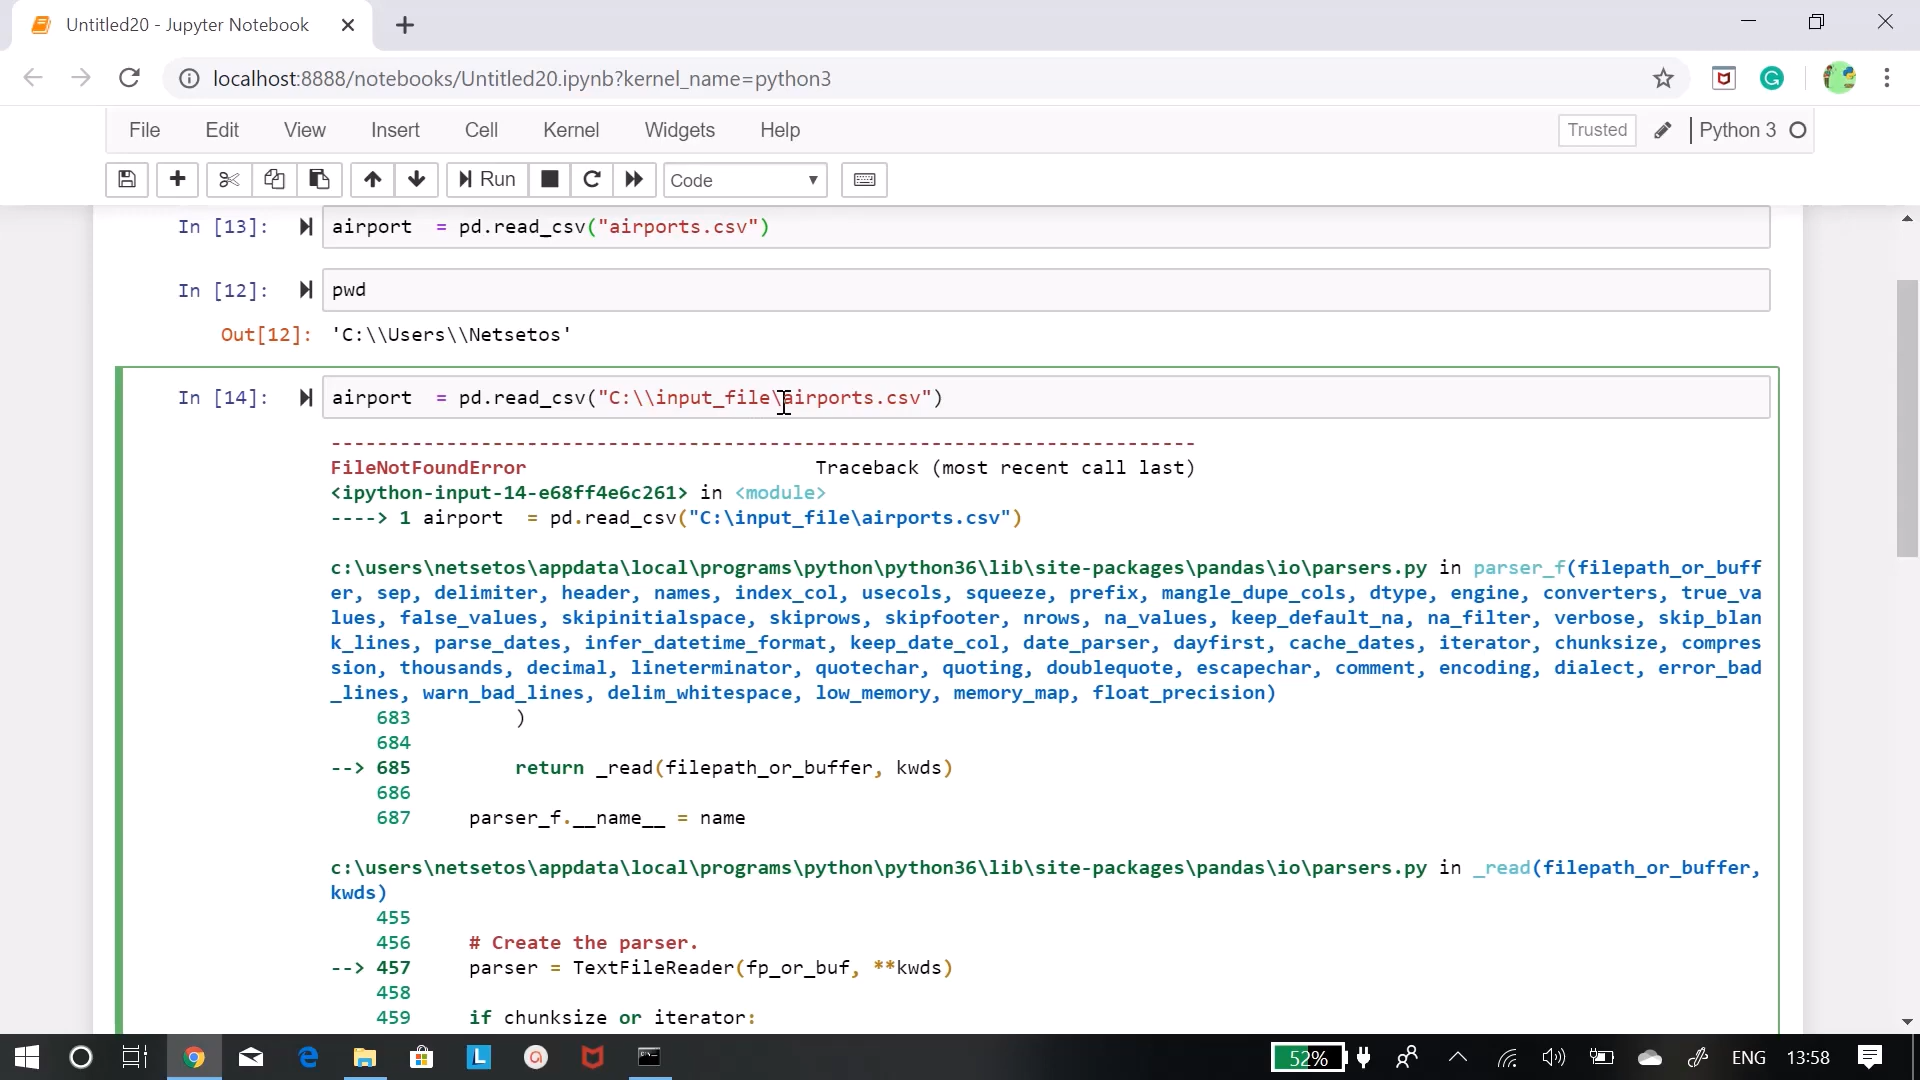 Untitled20 - Jupyter Notebook
localhost:8888/notebooks/Untitled20.ipynb?kernel_name=python3
File Edit View Insert Cell Kernel Widgets Help Trusted Python 3
Run Code
In [13]: airport  = pd.read_csv("airports.csv")
In [12]: pwd
Out[12]: 'C:\\Users\\Netsetos'
In [14]: airport  = pd.read_csv("C:\\input_file\airports.csv")
---------------------------------------------------------------------------
FileNotFoundError                         Traceback (most recent call last)
<ipython-input-14-e68ff4e6c261> in <module>
----> 1 airport  = pd.read_csv("C:\input_file\airports.csv")
c:\users\netsetos\appdata\local\programs\python\python36\lib\site-packages\pandas\io\parsers.py in parser_f(filepath_or_buff
er, sep, delimiter, header, names, index_col, usecols, squeeze, prefix, mangle_dupe_cols, dtype, engine, converters, true_va
lues, false_values, skipinitialspace, skiprows, skipfooter, nrows, na_values, keep_default_na, na_filter, verbose, skip_blan
k_lines, parse_dates, infer_datetime_format, keep_date_col, date_parser, dayfirst, cache_dates, iterator, chunksize, compres
sion, thousands, decimal, lineterminator, quotechar, quoting, doublequote, escapechar, comment, encoding, dialect, error_bad
_lines, warn_bad_lines, delim_whitespace, low_memory, memory_map, float_precision)
    683         )
    684
--> 685         return _read(filepath_or_buffer, kwds)
    686
    687     parser_f.__name__ = name
c:\users\netsetos\appdata\local\programs\python\python36\lib\site-packages\pandas\io\parsers.py in _read(filepath_or_buffer,
kwds)
    455
    456     # Create the parser.
--> 457     parser = TextFileReader(fp_or_buf, **kwds)
    458
    459     if chunksize or iterator:
52% ENG 13:58